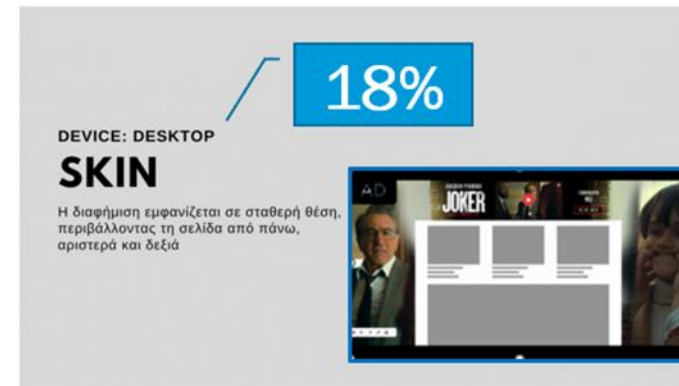 18%
DEVICE: DESKTOP
SKIN
Η διαφήμιση εμφανίζεται σε σταθερή θέση,
περιβάλλοντας τη σελίδα από πάνω,
αριστερά και δεξιά
AD
JOKER